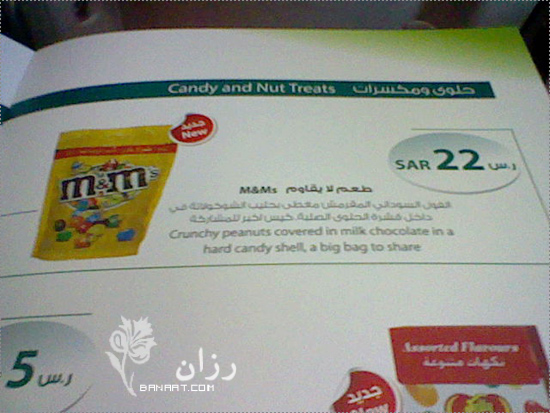 Candy and Nut Treats حلوى ومكسرات
جديد
New
m&m's
SAR 22 ر.س
M&Ms طعم لا يقاوم
الفول السوداني المقرمش مغطى بحليب الشوكولاتة في
داخل قشرة الحلوى الصلبة. كيس أكبر للمشاركة
Crunchy peanuts covered in milk chocolate in a
hard candy shell, a big bag to share
5 ر.س
رزان
BANAAT.COM
Assorted Flavours
نكهات متنوعة
جديد
New